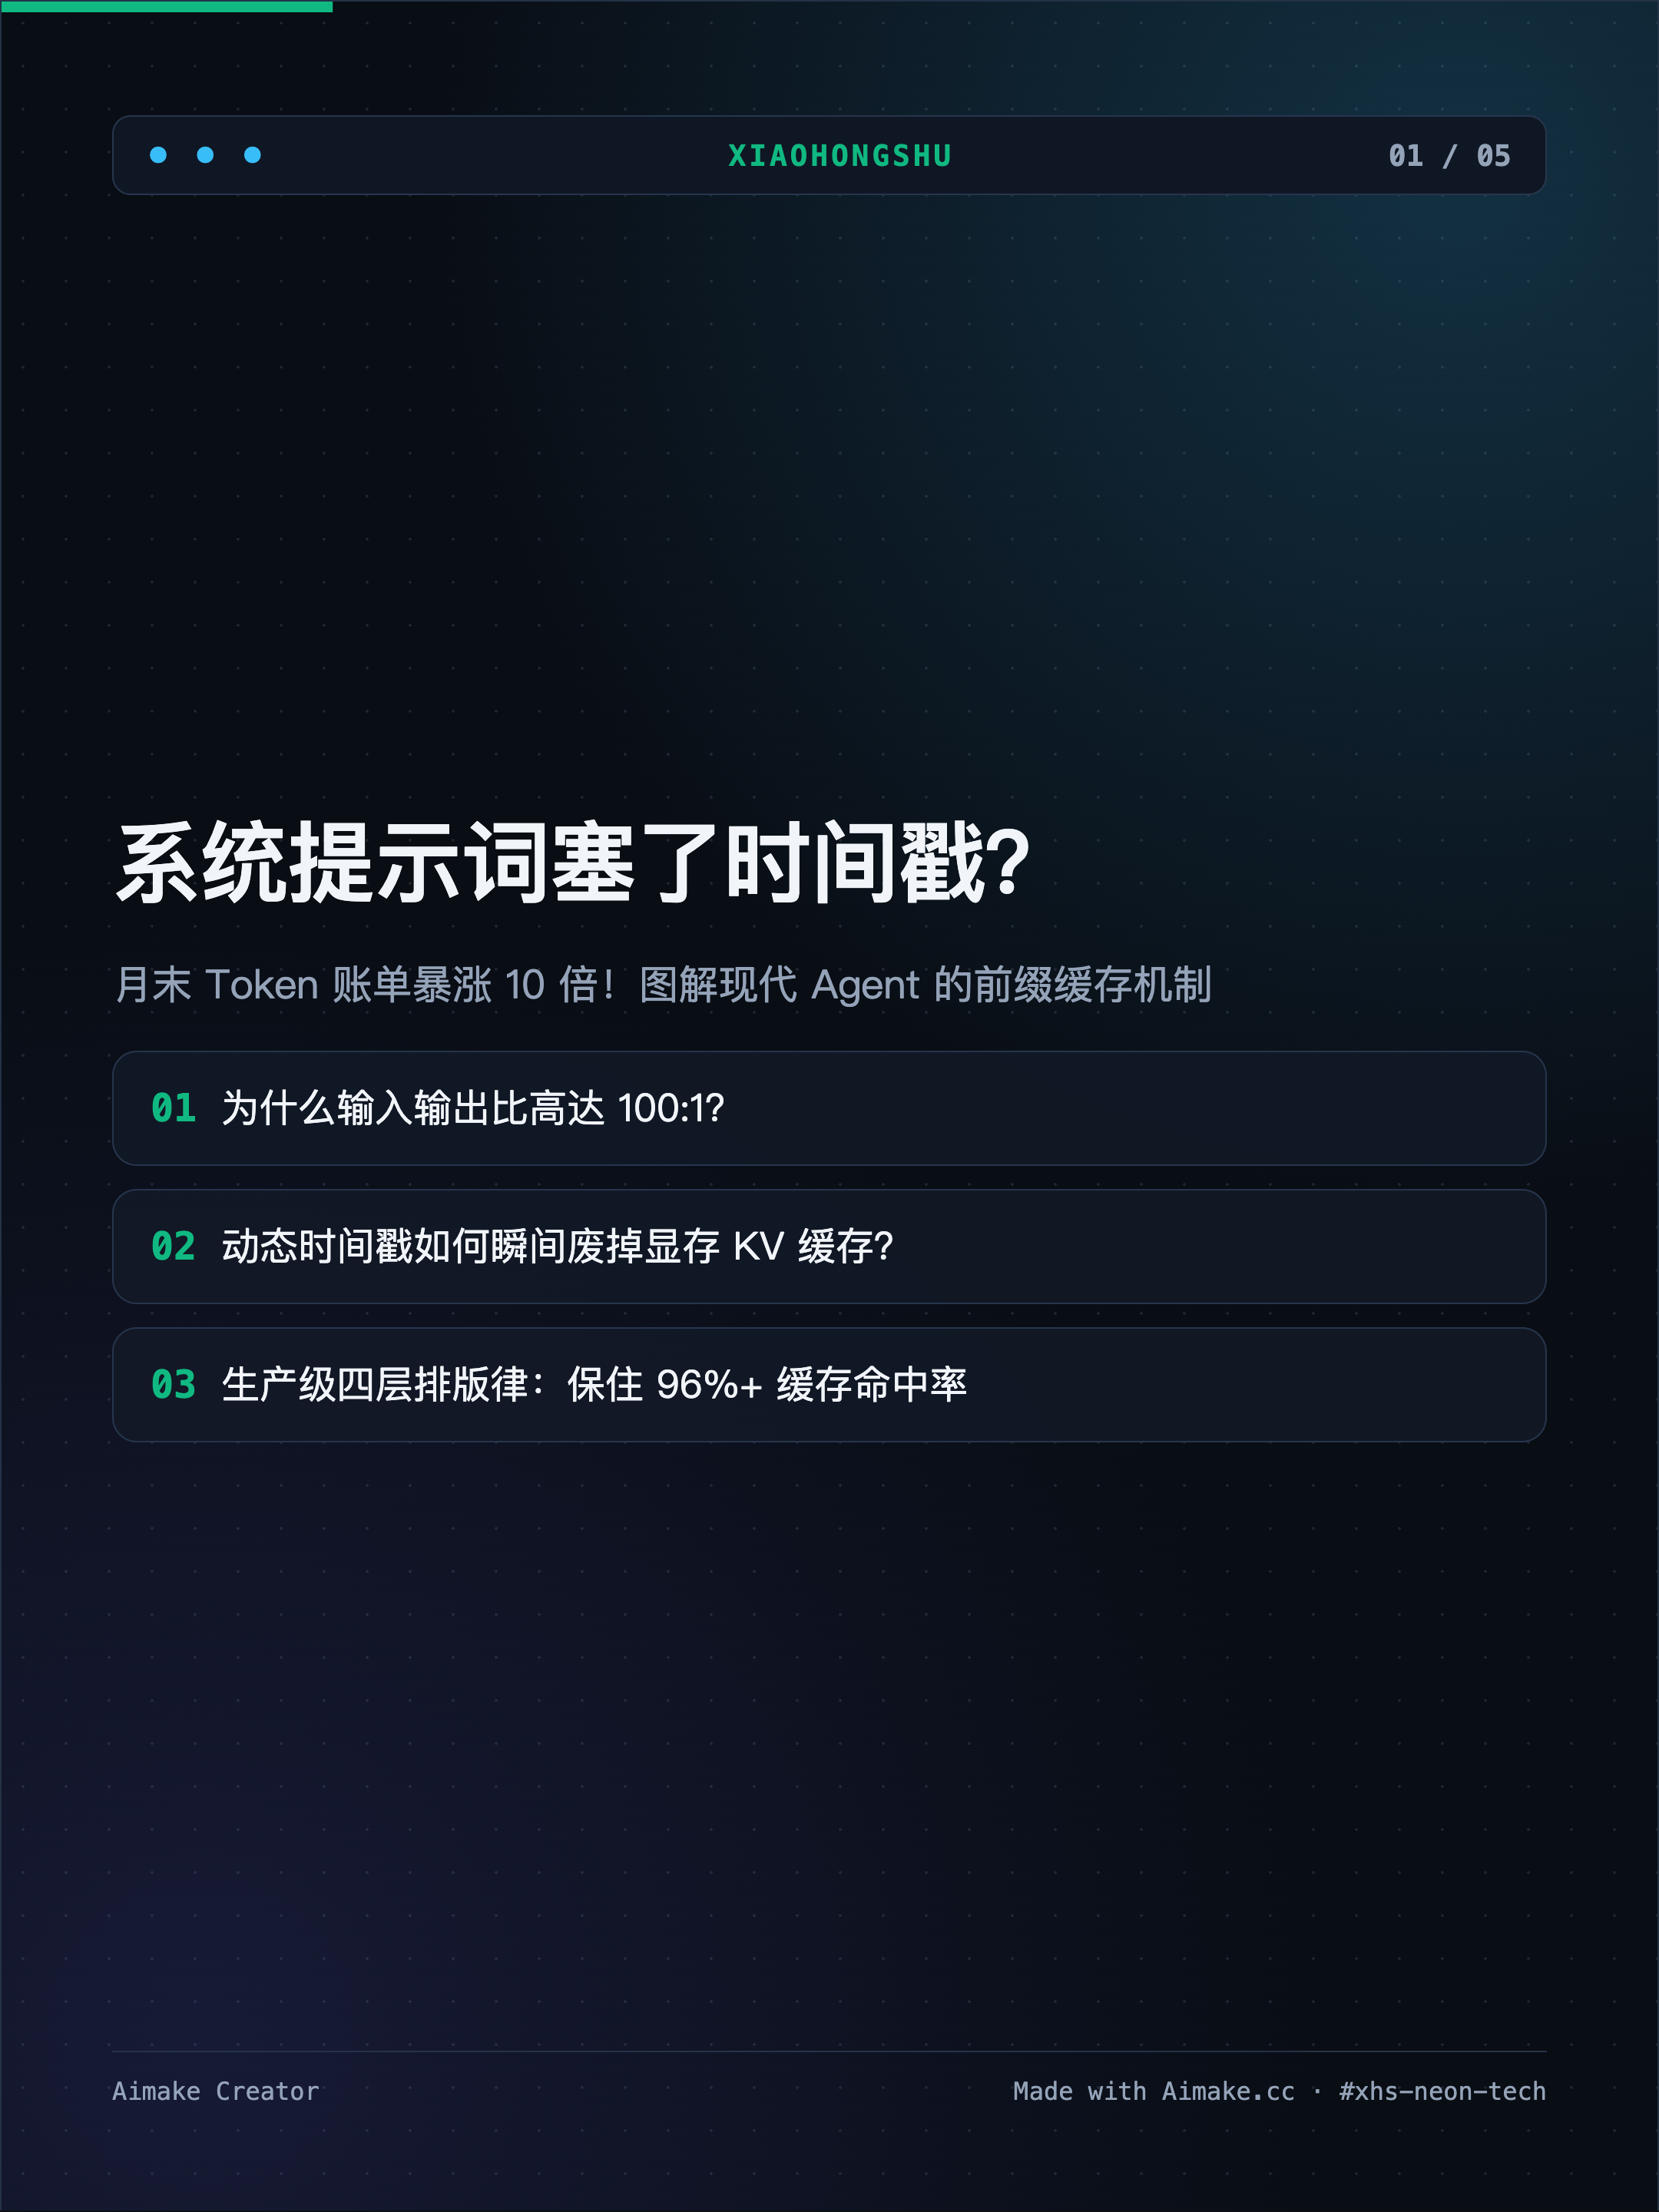 XIAOHONGSHU
01 / 05
系统提示词塞了时间戳?
月末 Token 账单暴涨 10 倍！图解现代 Agent 的前缀缓存机制
01 为什么输入输出比高达 100:1?
02 动态时间戳如何瞬间废掉显存 KV 缓存?
03 生产级四层排版律：保住 96%+ 缓存命中率
Aimake Creator
Made with Aimake.cc · #xhs-neon-tech